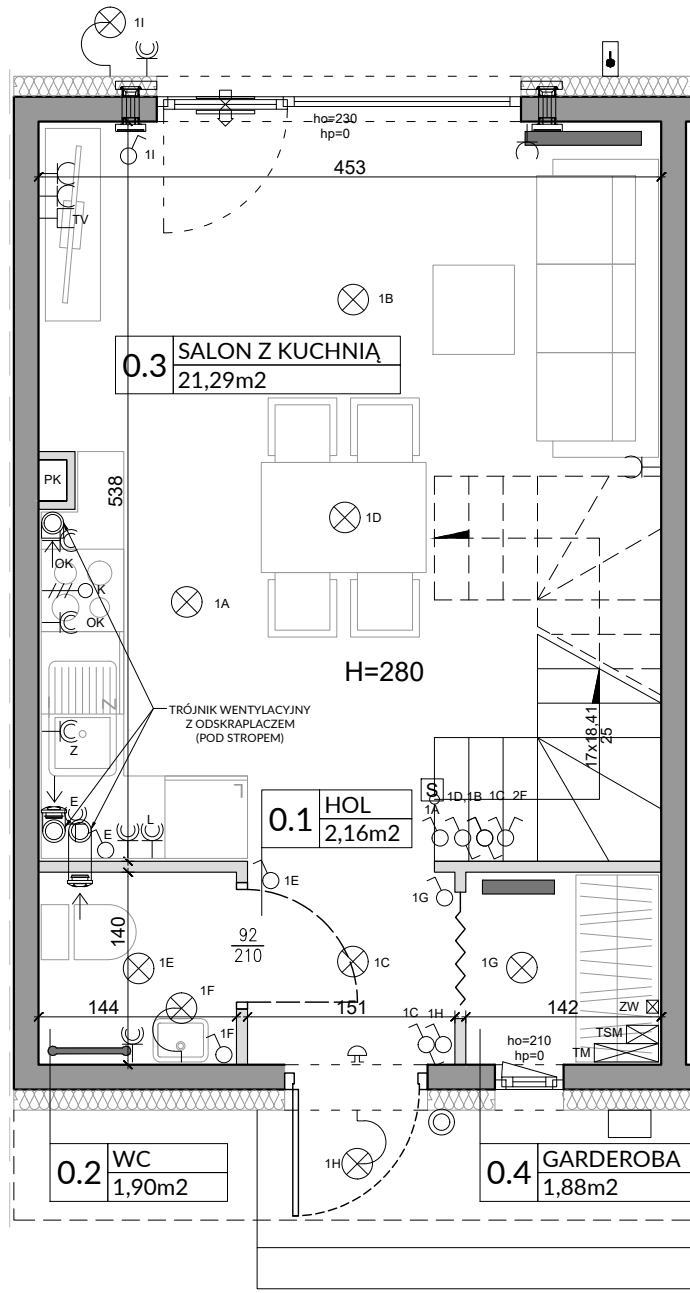 1I
ho=230
hp=0
1I
453
TV
1B
0.3
SALON Z KUCHNIĄ
21,29m2
PK
538
1D
OK
K
1A
OK
H=280
TRÓJNIK WENTYLACYJNY
Z ODSKRAPLACZEM
(POD STROPEM)
17x18,41
25
Z
S
1D,1B 1C 2F
1A
E
E
L
0.1
HOL
2,16m2
1E
1G
140
92
210
1E
1C
1G
1F
144
151
142
ZW
1F
1C 1H
TSM
ho=210
hp=0
TM
0.2
WC
1,90m2
1H
0.4
GARDEROBA
1,88m2